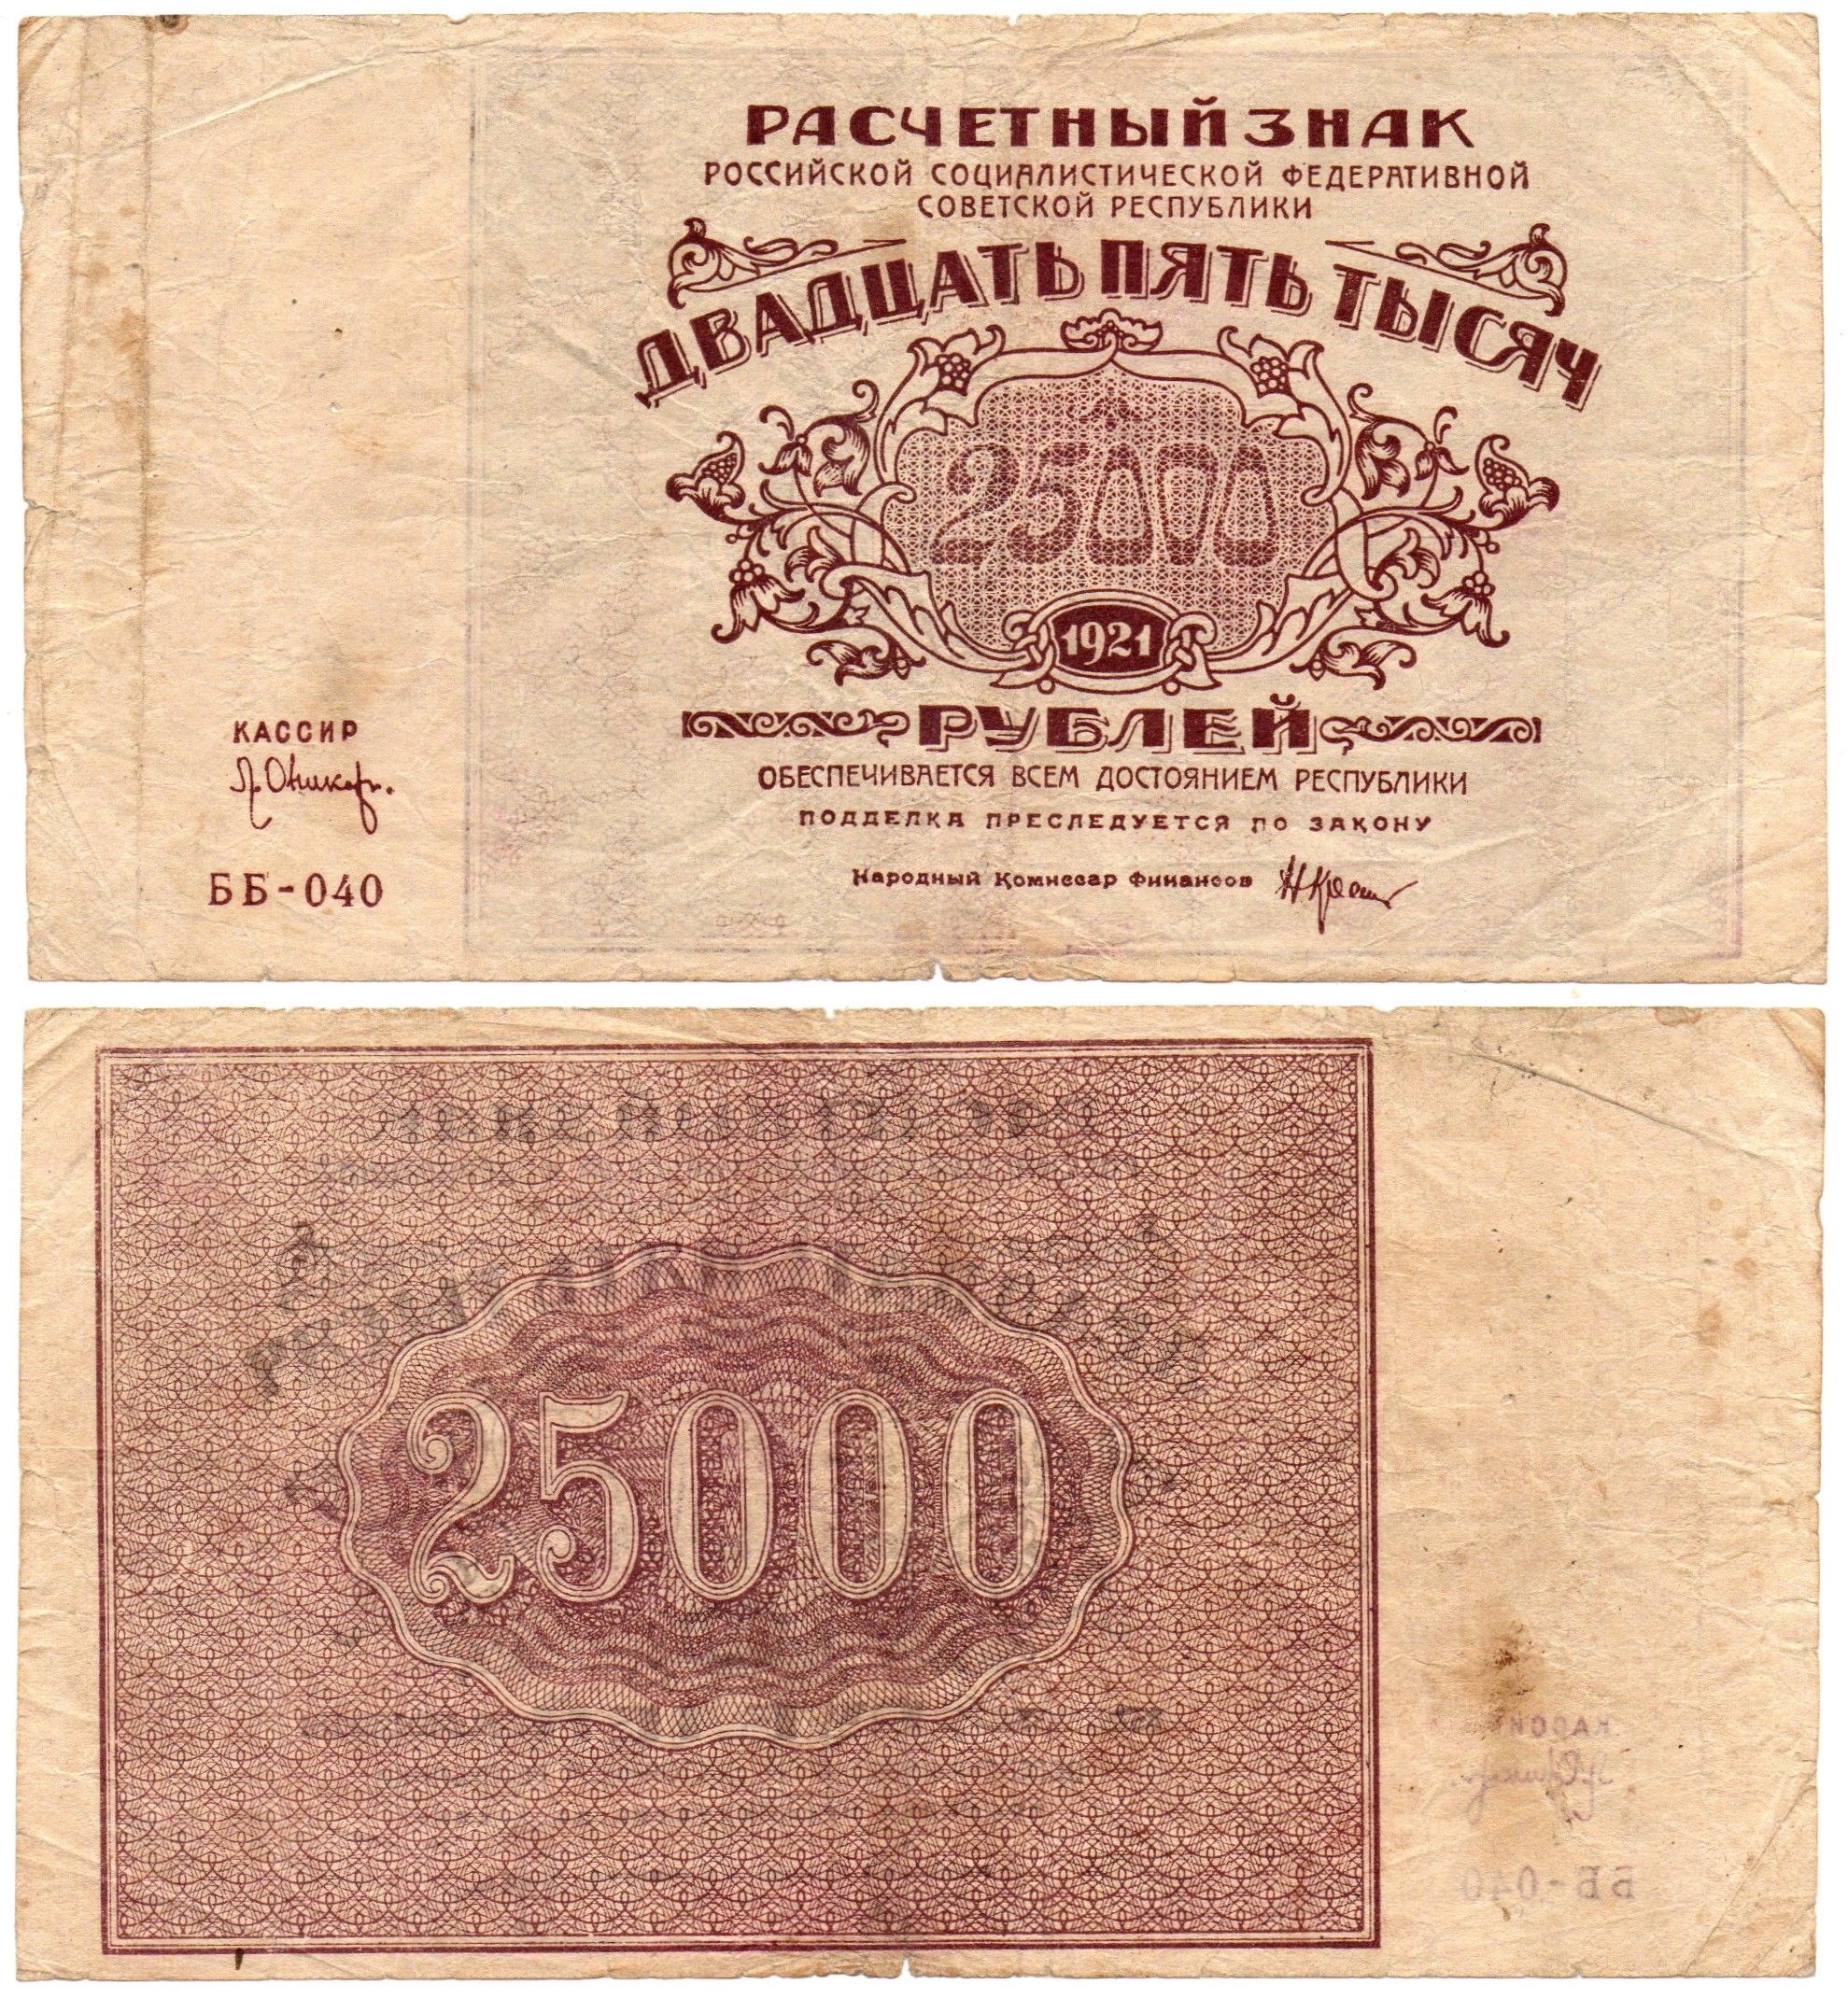 РАСЧЕТНЫЙ ЗНАК
РОССИЙСКОЙ СОЦИАЛИСТИЧЕСКОЙ ФЕДЕРАТИВНОЙ
СОВЕТСКОЙ РЕСПУБЛИКИ
ДВАДЦАТЬ ПЯТЬ ТЫСЯЧ
25000
1921
РУБЛЕЙ
ОБЕСПЕЧИВАЕТСЯ ВСЕМ ДОСТОЯНИЕМ РЕСПУБЛИКИ
ПОДДЕЛКА ПРЕСЛЕДУЕТСЯ ПО ЗАКОНУ
Народный Комиссар Финансов
КАССИР
ББ-040
25000